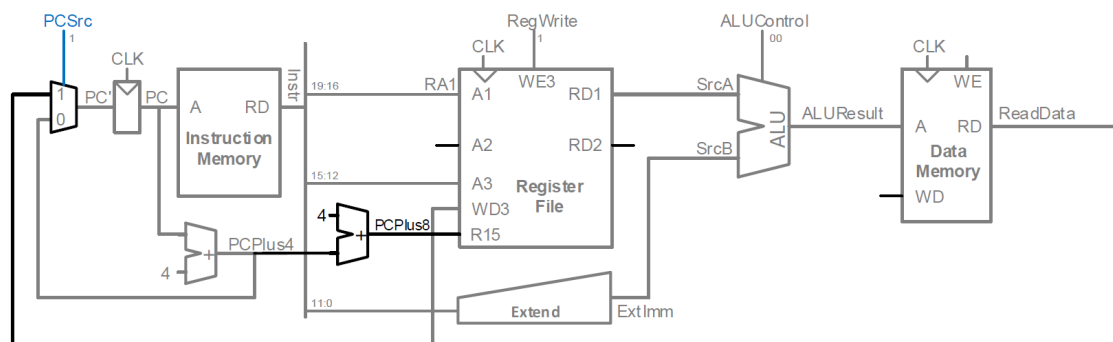 PCSrc
1
RegWrite
1
ALUControl
00
CLK
CLK
CLK
1
0
PC'
PC
A
RD
Instruction
Memory
Instr
19:16
RA1
A1
WE3
RD1
A2
RD2
15:12
A3
WD3
R15
Register
File
SrcA
SrcB
ALU
ALUResult
A
RD
WE
Data
Memory
WD
ReadData
4
+
PCPlus8
4
+
PCPlus4
11:0
Extend
ExtImm